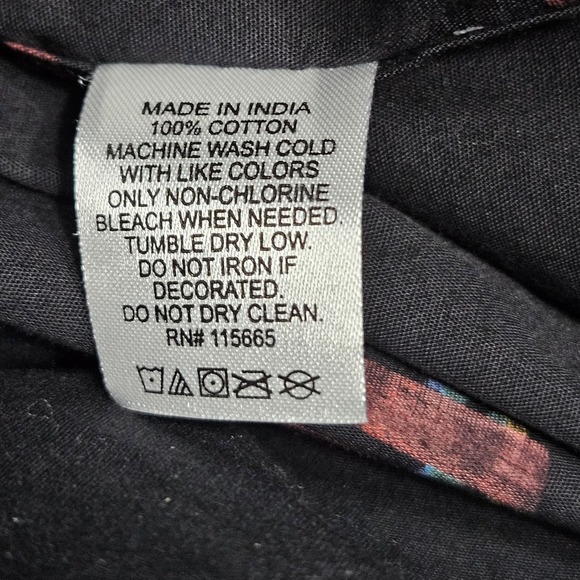 MADE IN INDIA
100% COTTON
MACHINE WASH COLD
WITH LIKE COLORS
ONLY NON-CHLORINE
BLEACH WHEN NEEDED.
TUMBLE DRY LOW.
DO NOT IRON IF
DECORATED.
DO NOT DRY CLEAN.
RN# 115665